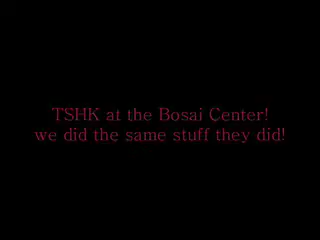 TSHK at the Bosai Center!
we did the same stuff they did!